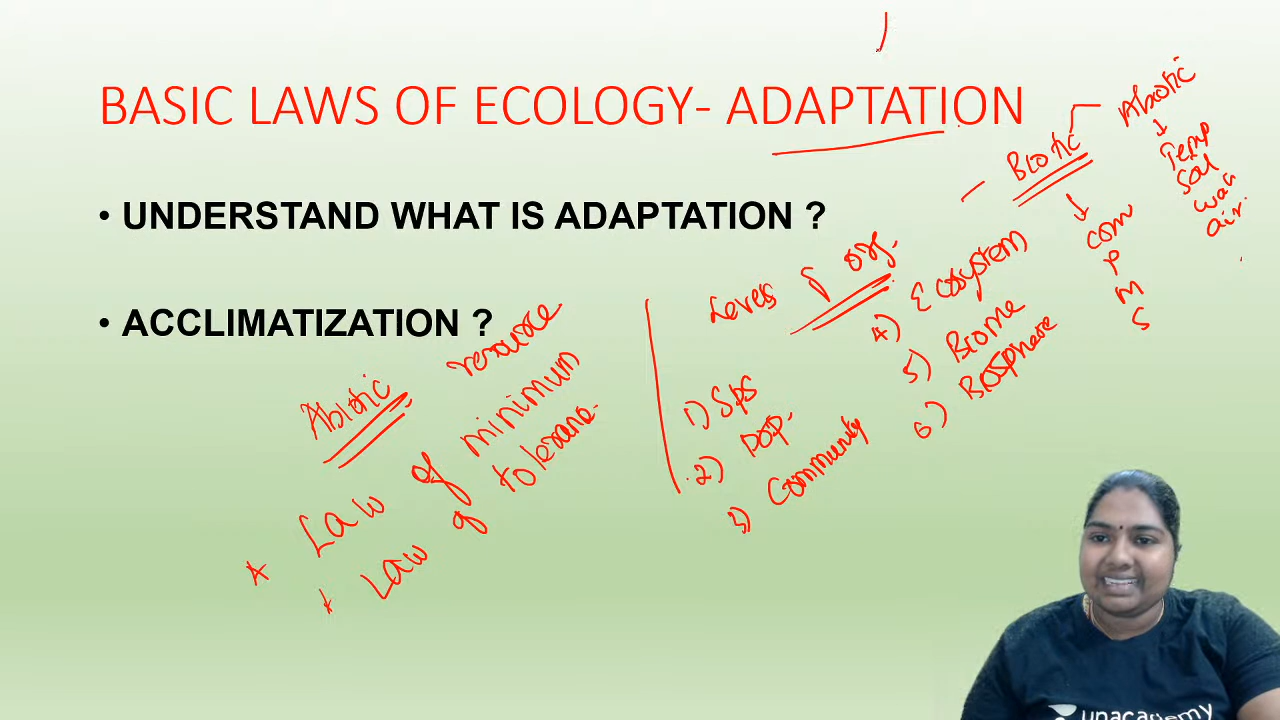 BASIC LAWS OF ECOLOGY- ADAPTATION
• UNDERSTAND WHAT IS ADAPTATION ?
• ACCLIMATIZATION ?
Abiotic
resource
* Law of minimum
* Law of tolerance.
Levels of org.
1) Sps
2) pop.
3) Community
4) Ecosystem
5) Biome
6) Biosphere
Biotic
com
P
M
S
Abiotic
Temp
Soil
air.
unacademy